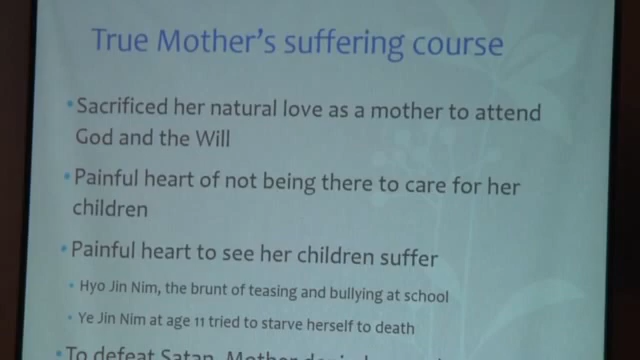 True Mother's suffering course
• Sacrificed her natural love as a mother to attend
God and the Will
• Painful heart of not being there to care for her
children
• Painful heart to see her children suffer
• Hyo Jin Nim, the brunt of teasing and bullying at school
• Ye Jin Nim at age 11 tried to starve herself to death
• To defeat Satan, Mother